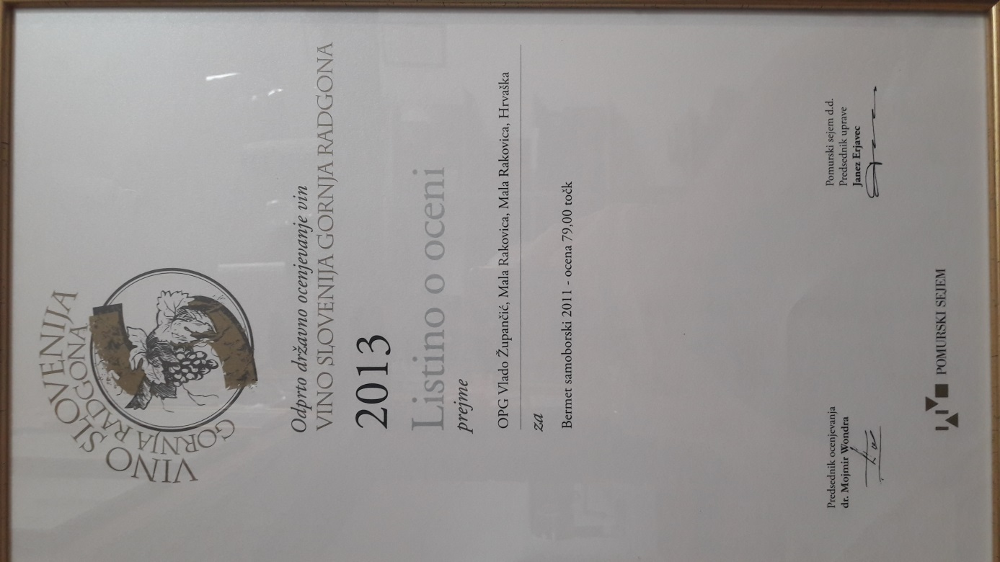 VINO SLOVENIJA
GORNJA RADGONA
Odprto državno ocenjevanje vin
VINO SLOVENIJA GORNJA RADGONA
2013
Listino o oceni
prejme
OPG Vlado Župančić, Mala Rakovica, Mala Rakovica, Hrvaška
za
Bermet samoborski 2011 - ocena 79,00 točk
Predsednik ocenjevanja
dr. Mojmir Wondra
Pomurski sejem d.d.
Predsednik uprave
Janez Erjavec
POMURSKI SEJEM